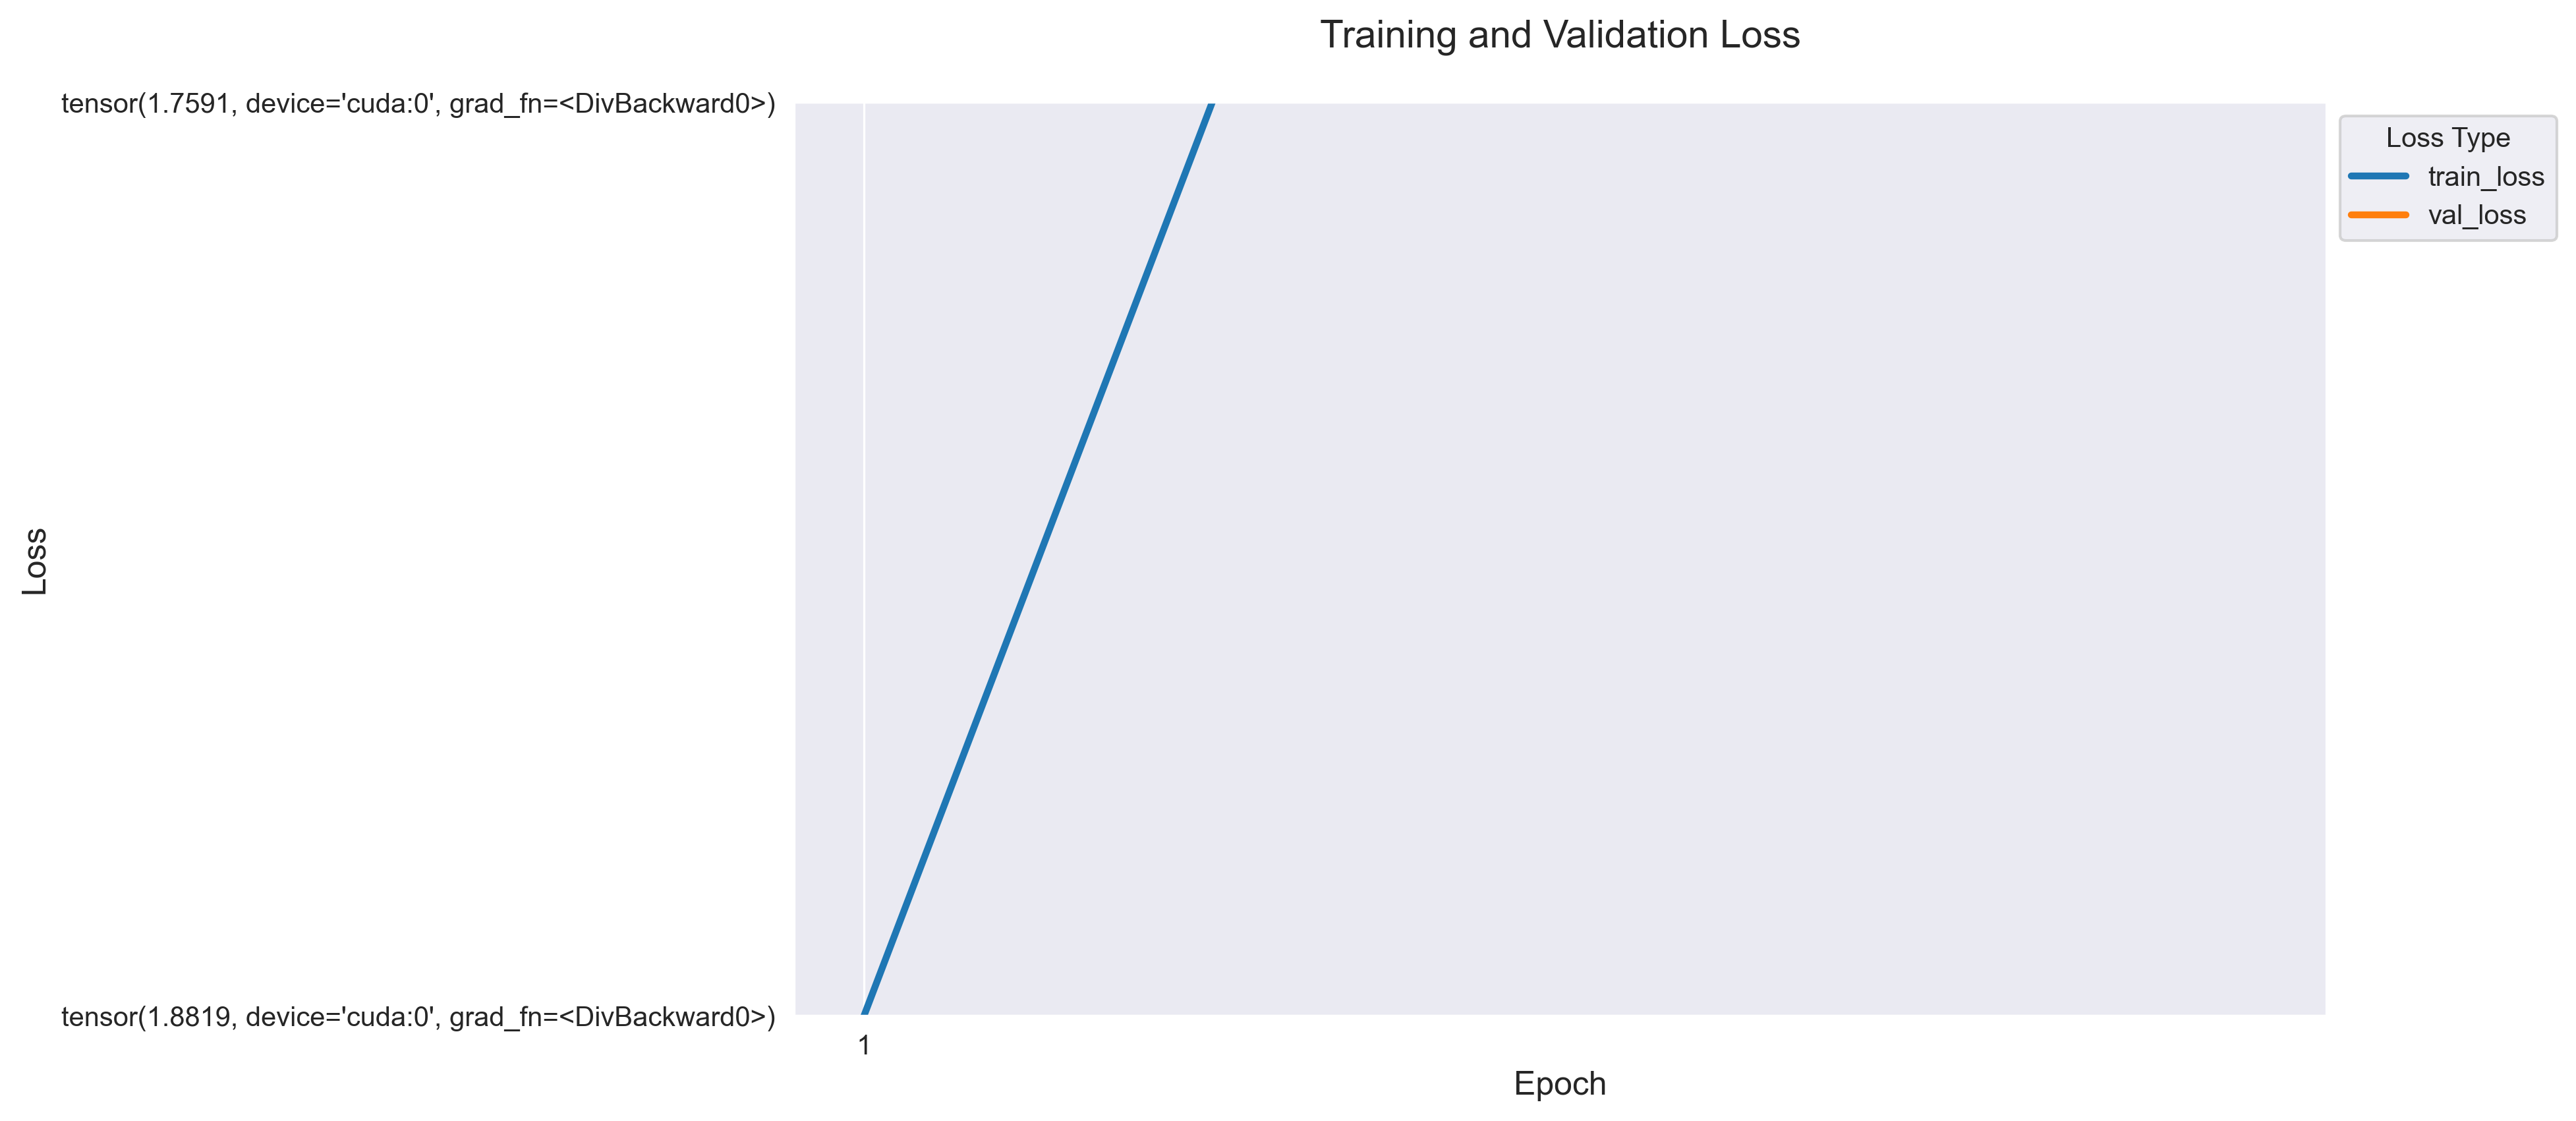 Training and Validation Loss
tensor(1.7591, device='cuda:0', grad_fn=<DivBackward0>)
Loss Type
train_loss
val_loss
Loss
tensor(1.8819, device='cuda:0', grad_fn=<DivBackward0>)
1
Epoch